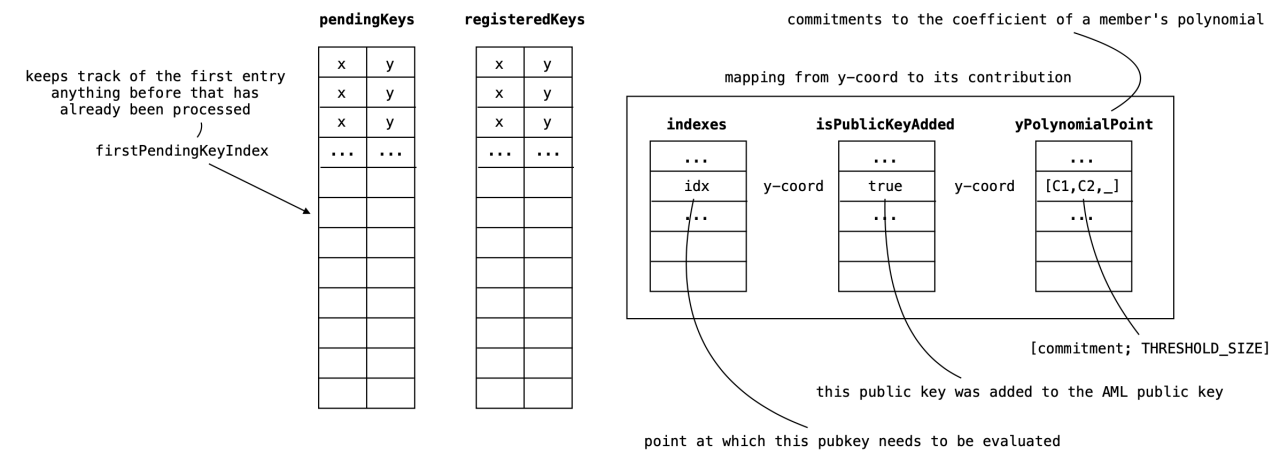 pendingKeys
registeredKeys
commitments to the coefficient of a member's polynomial
keeps track of the first entry
anything before that has
already been processed
firstPendingKeyIndex
x y
x y
x y
... ...
x y
x y
x y
... ...
mapping from y-coord to its contribution
indexes
isPublicKeyAdded
yPolynomialPoint
... ... ...
idx y-coord true y-coord [C1,C2,_]
... ... ...
[commitment; THRESHOLD_SIZE]
this public key was added to the AML public key
point at which this pubkey needs to be evaluated